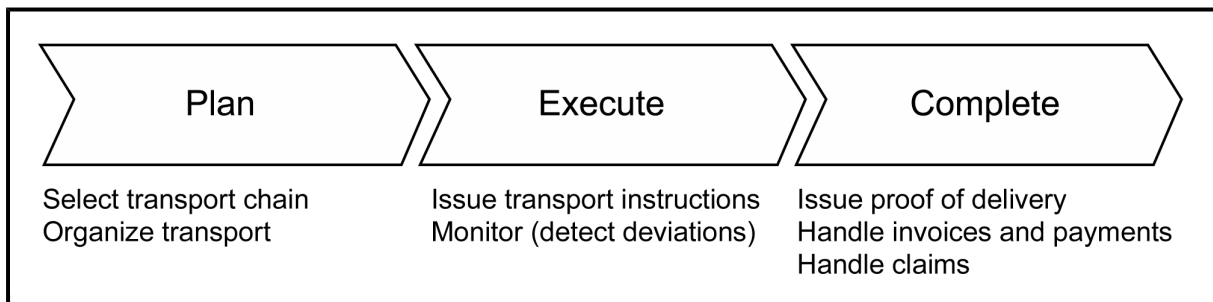 Plan
Select transport chain
Organize transport
Execute
Issue transport instructions
Monitor (detect deviations)
Complete
Issue proof of delivery
Handle invoices and payments
Handle claims